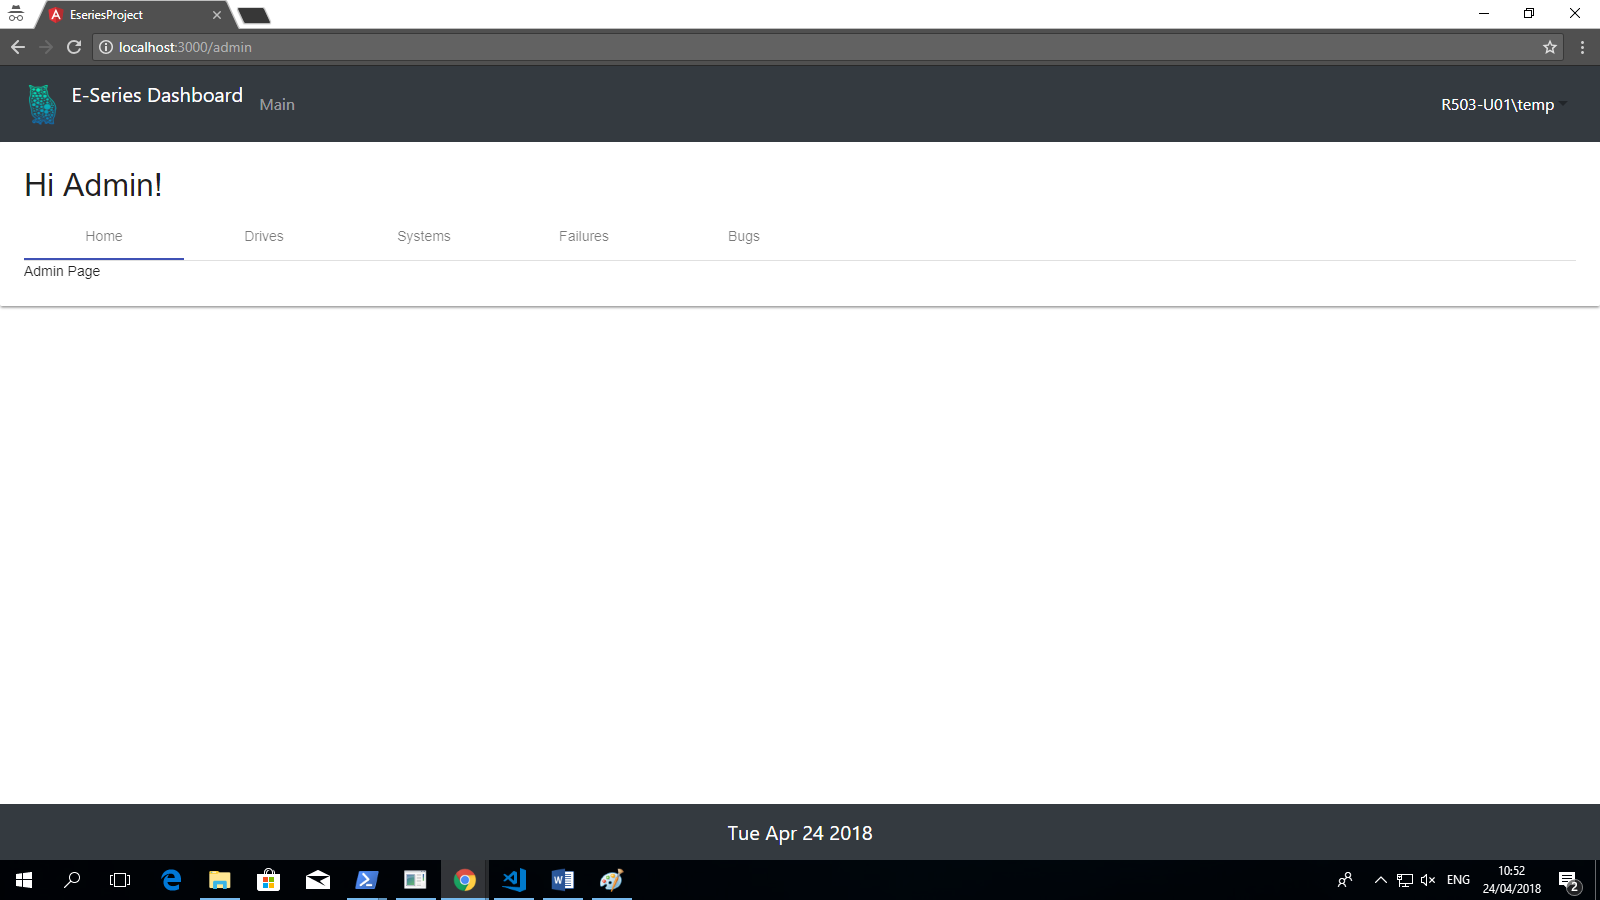 EseriesProject
localhost:3000/admin
E-Series Dashboard
Main
R503-U01\temp
Hi Admin!
Home
Drives
Systems
Failures
Bugs
Admin Page
Tue Apr 24 2018
ENG
10:52
24/04/2018
2